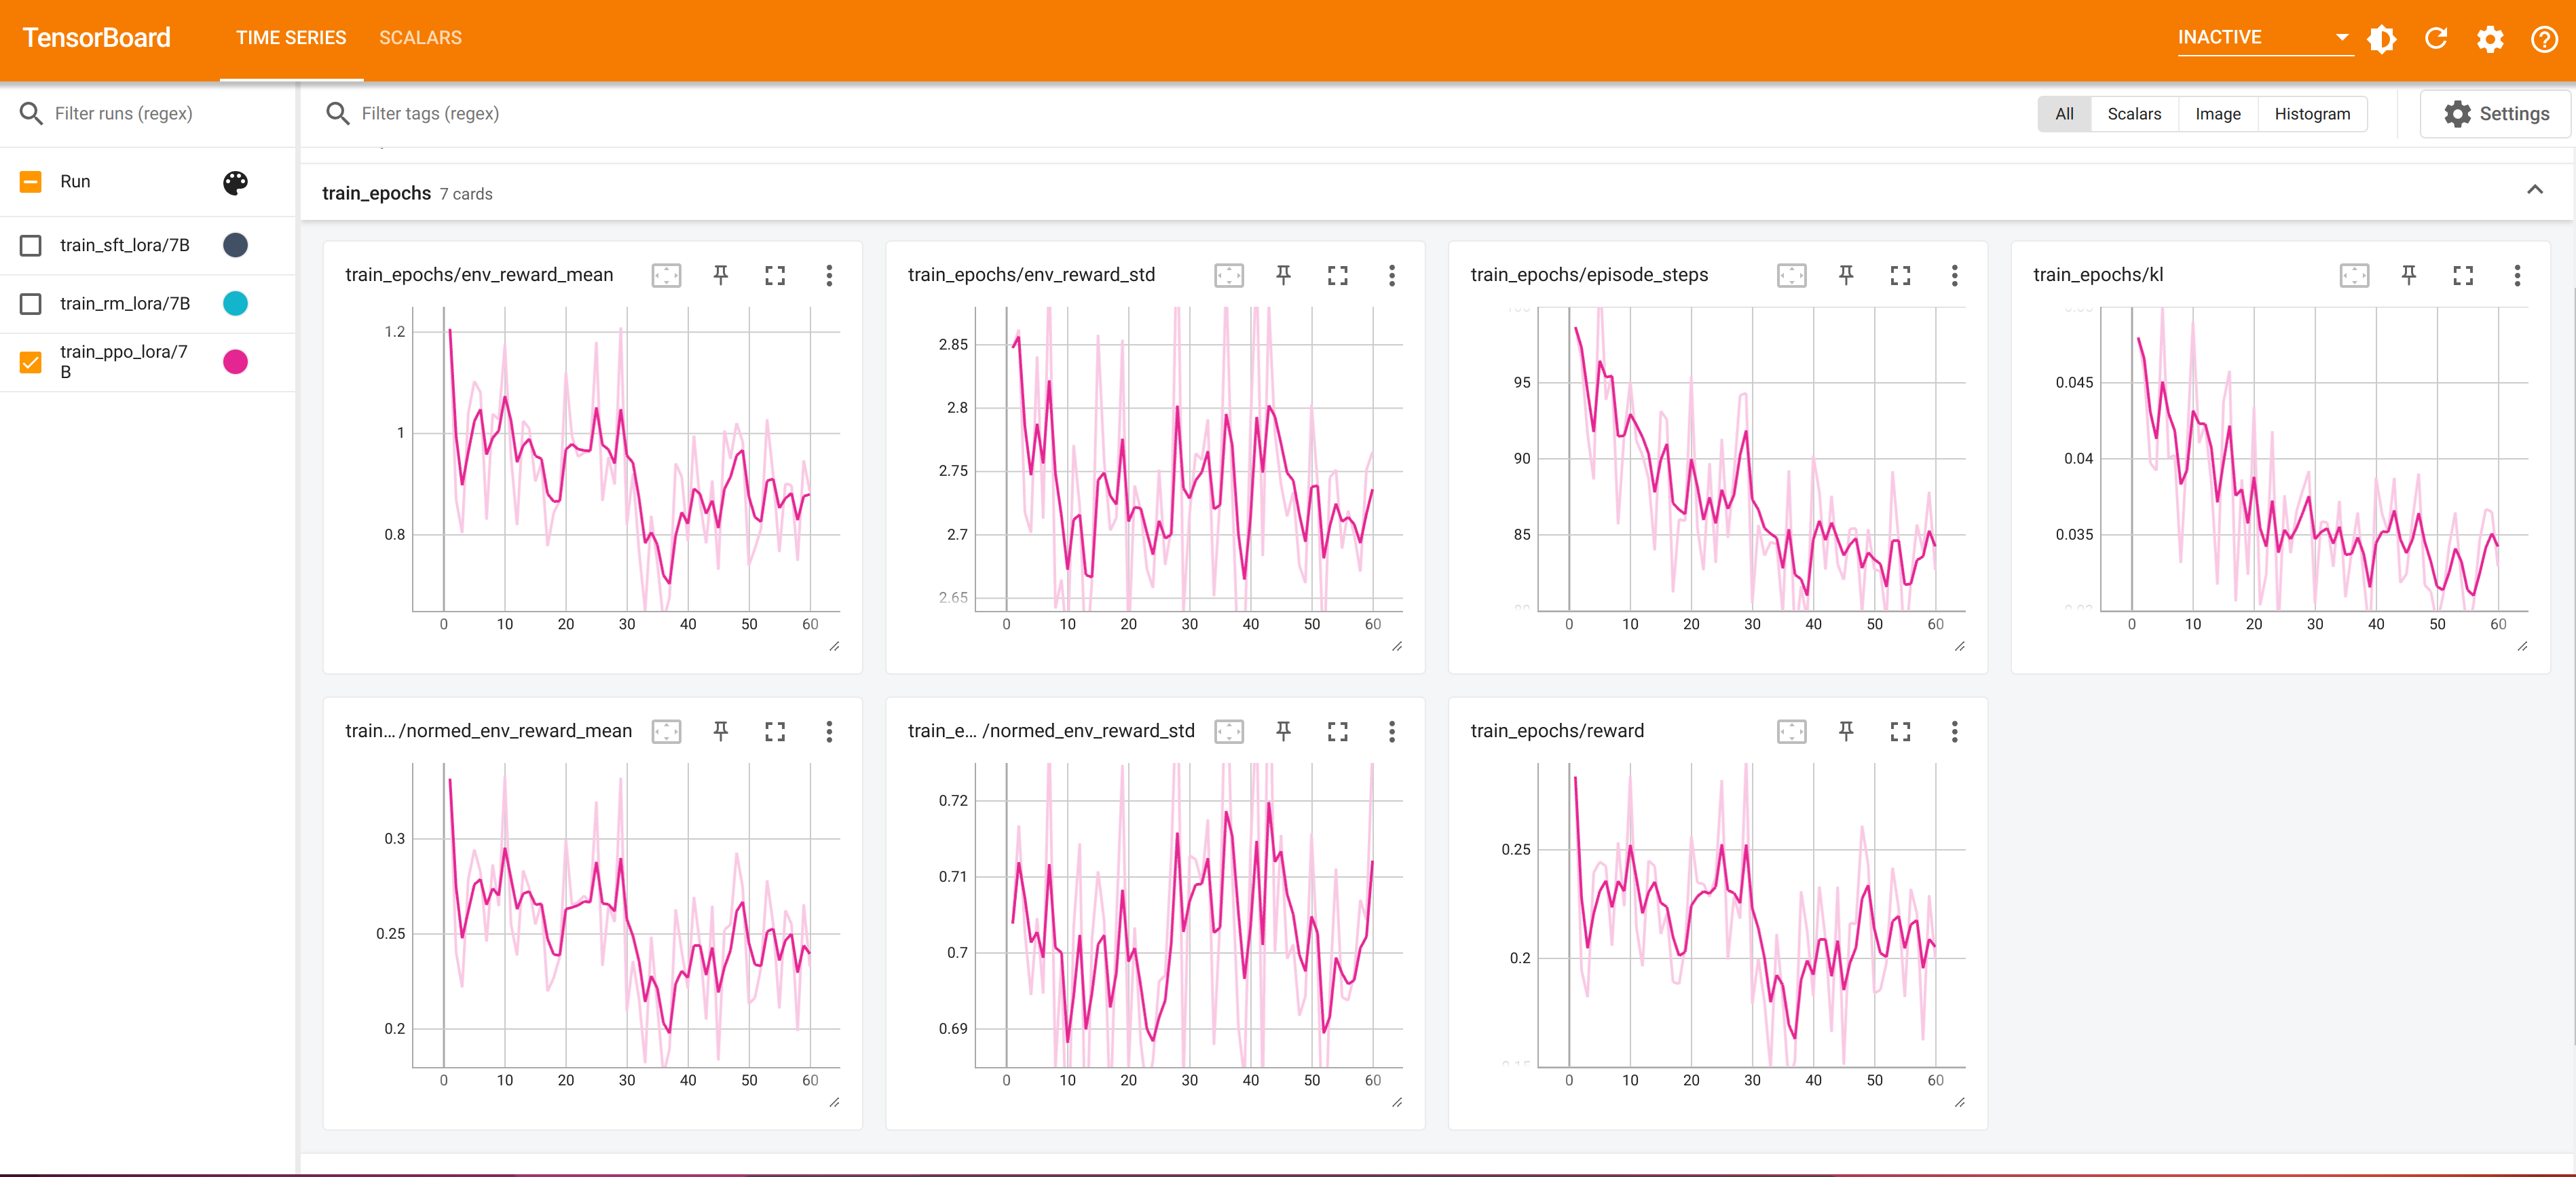 TensorBoard
TIME SERIES
SCALARS
INACTIVE
Filter runs (regex)
Filter tags (regex)
All
Scalars
Image
Histogram
Settings
Run
train_sft_lora/7B
train_rm_lora/7B
train_ppo_lora/7
B
train_epochs 7 cards
train_epochs/env_reward_mean
1.2
1
0.8
0 10 20 30 40 50 60
train_epochs/env_reward_std
2.85
2.8
2.75
2.7
2.65
0 10 20 30 40 50 60
train_epochs/episode_steps
95
90
85
0 10 20 30 40 50 60
train_epochs/kl
0.045
0.04
0.035
0 10 20 30 40 50 60
train... /normed_env_reward_mean
0.3
0.25
0.2
0 10 20 30 40 50 60
train_e... /normed_env_reward_std
0.72
0.71
0.7
0.69
0 10 20 30 40 50 60
train_epochs/reward
0.25
0.2
0 10 20 30 40 50 60